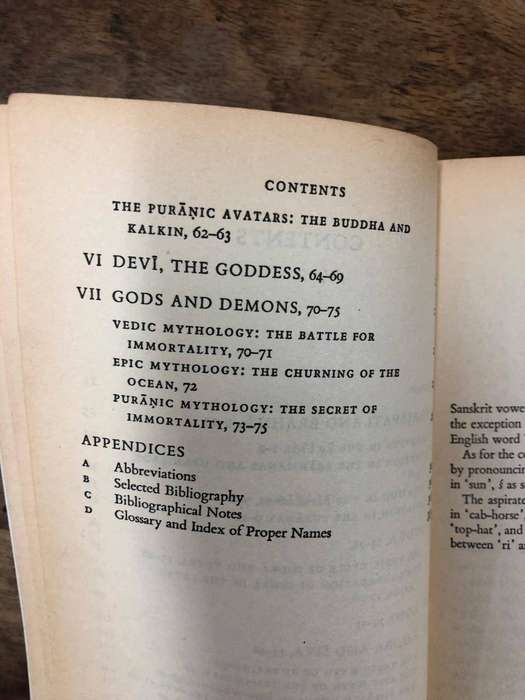 CONTENTS
THE PURĀṆIC AVATARS: THE BUDDHA AND
KALKIN, 62–63
VI DEVĪ, THE GODDESS, 64–69
VII GODS AND DEMONS, 70–75
VEDIC MYTHOLOGY: THE BATTLE FOR
IMMORTALITY, 70–71
EPIC MYTHOLOGY: THE CHURNING OF THE
OCEAN, 72
PURĀṆIC MYTHOLOGY: THE SECRET OF
IMMORTALITY, 73–75
APPENDICES
A Abbreviations
B Selected Bibliography
C Bibliographical Notes
D Glossary and Index of Proper Names
Sanskrit vowe
the exception
English word
As for the co
by pronouncin
in 'sun', ś as s
The aspirate
in 'cab-horse'
'top-hat', and
between 'ri' a